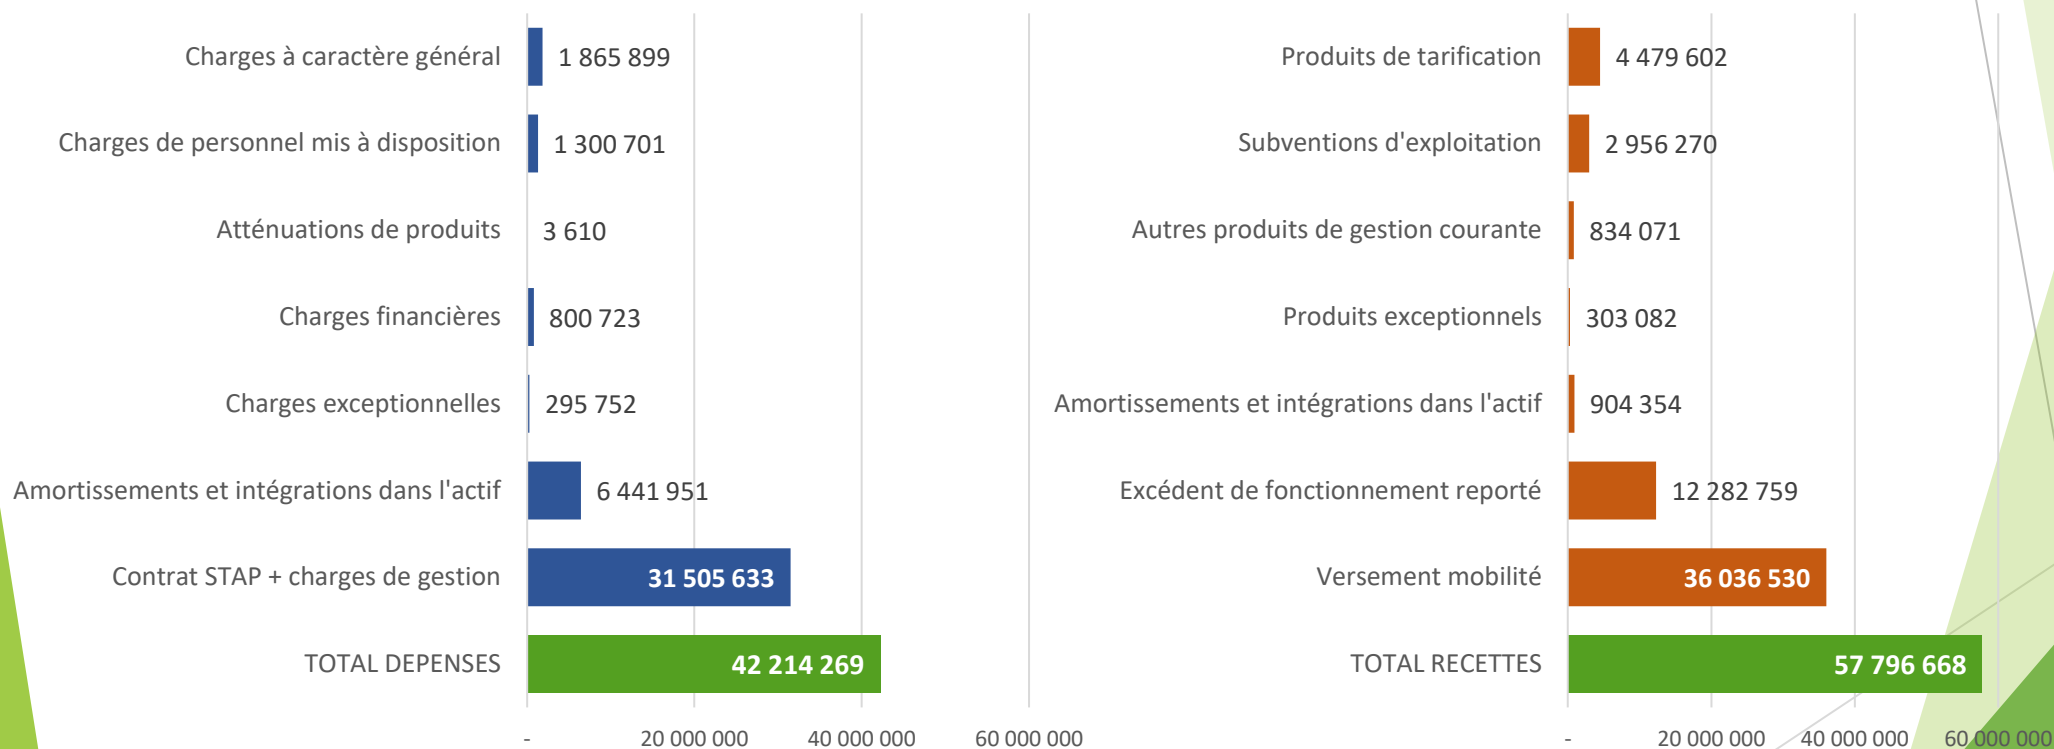 Charges à caractère général 1 865 899
Charges de personnel mis à disposition 1 300 701
Atténuations de produits 3 610
Charges financières 800 723
Charges exceptionnelles 295 752
Amortissements et intégrations dans l'actif 6 441 951
Contrat STAP + charges de gestion 31 505 633
TOTAL DEPENSES 42 214 269
- 20 000 000 40 000 000 60 000 000
Produits de tarification 4 479 602
Subventions d'exploitation 2 956 270
Autres produits de gestion courante 834 071
Produits exceptionnels 303 082
Amortissements et intégrations dans l'actif 904 354
Excédent de fonctionnement reporté 12 282 759
Versement mobilité 36 036 530
TOTAL RECETTES 57 796 668
- 20 000 000 40 000 000 60 000 000